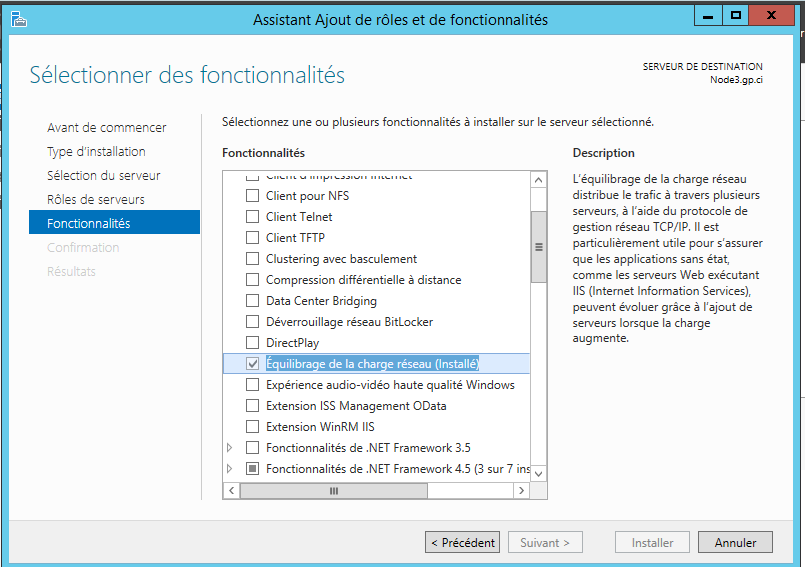 Assistant Ajout de rôles et de fonctionnalités
Sélectionner des fonctionnalités
SERVEUR DE DESTINATION
Node3.gp.ci
Avant de commencer
Type d'installation
Sélection du serveur
Rôles de serveurs
Fonctionnalités
Confirmation
Résultats
Sélectionnez une ou plusieurs fonctionnalités à installer sur le serveur sélectionné.
Fonctionnalités
Client d'impression Internet
Client pour NFS
Client Telnet
Client TFTP
Clustering avec basculement
Compression différentielle à distance
Data Center Bridging
Déverrouillage réseau BitLocker
DirectPlay
Équilibrage de la charge réseau (Installé)
Expérience audio-vidéo haute qualité Windows
Extension ISS Management OData
Extension WinRM IIS
Fonctionnalités de .NET Framework 3.5
Fonctionnalités de .NET Framework 4.5 (3 sur 7 ins
Description
L'équilibrage de la charge réseau
distribue le trafic à travers plusieurs
serveurs, à l'aide du protocole de
gestion réseau TCP/IP. Il est
particulièrement utile pour s'assurer
que les applications sans état,
comme les serveurs Web exécutant
IIS (Internet Information Services),
peuvent évoluer grâce à l'ajout de
serveurs lorsque la charge
augmente.
< Précédent
Suivant >
Installer
Annuler